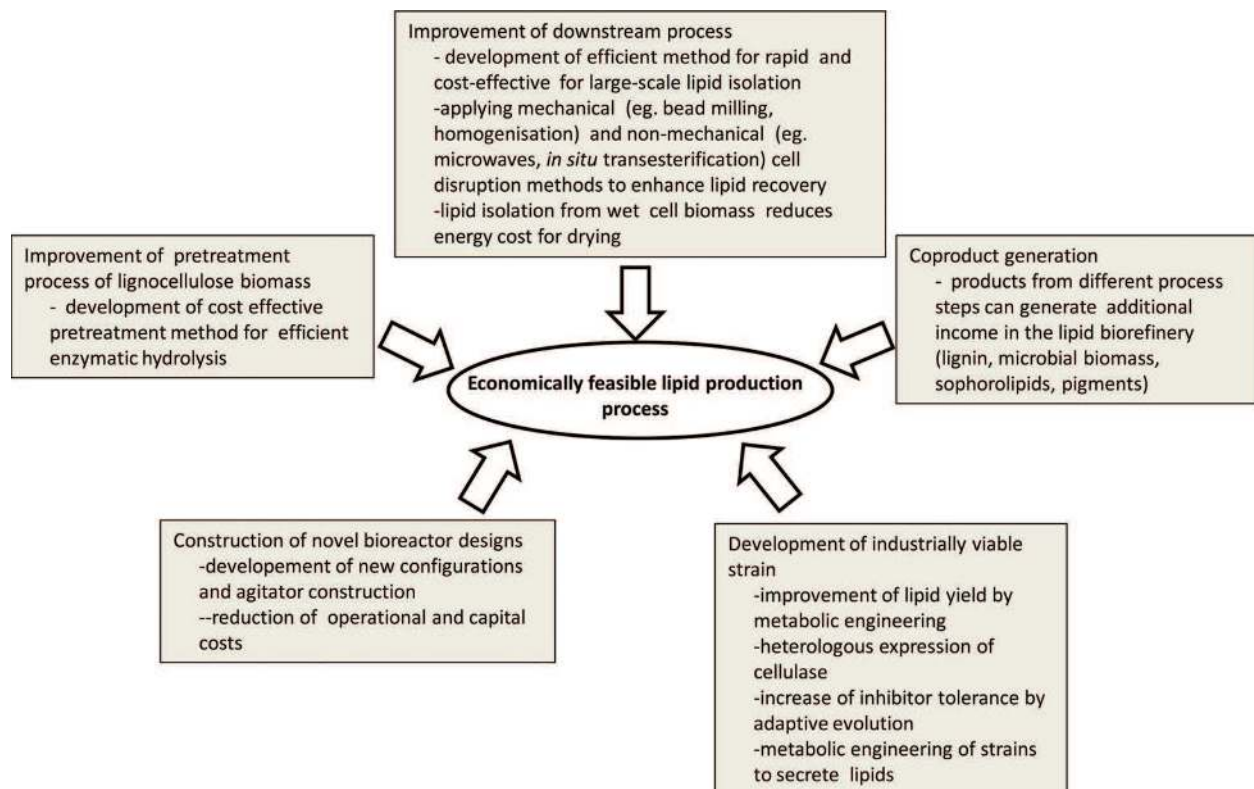 Improvement of downstream process
- development of efficient method for rapid and
cost-effective for large-scale lipid isolation
-applying mechanical (eg. bead milling,
homogenisation) and non-mechanical (eg.
microwaves, in situ transesterification) cell
disruption methods to enhance lipid recovery
-lipid isolation from wet cell biomass reduces
energy cost for drying
Improvement of pretreatment
process of lignocellulose biomass
- development of cost effective
pretreatment method for efficient
enzymatic hydrolysis
Coproduct generation
- products from different process
steps can generate additional
income in the lipid biorefinery
(lignin, microbial biomass,
sophorolipids, pigments)
Economically feasible lipid production
process
Construction of novel bioreactor designs
-developement of new configurations
and agitator construction
--reduction of operational and capital
costs
Development of industrially viable
strain
-improvement of lipid yield by
metabolic engineering
-heterologous expression of
cellulase
-increase of inhibitor tolerance by
adaptive evolution
-metabolic engineering of strains
to secrete lipids